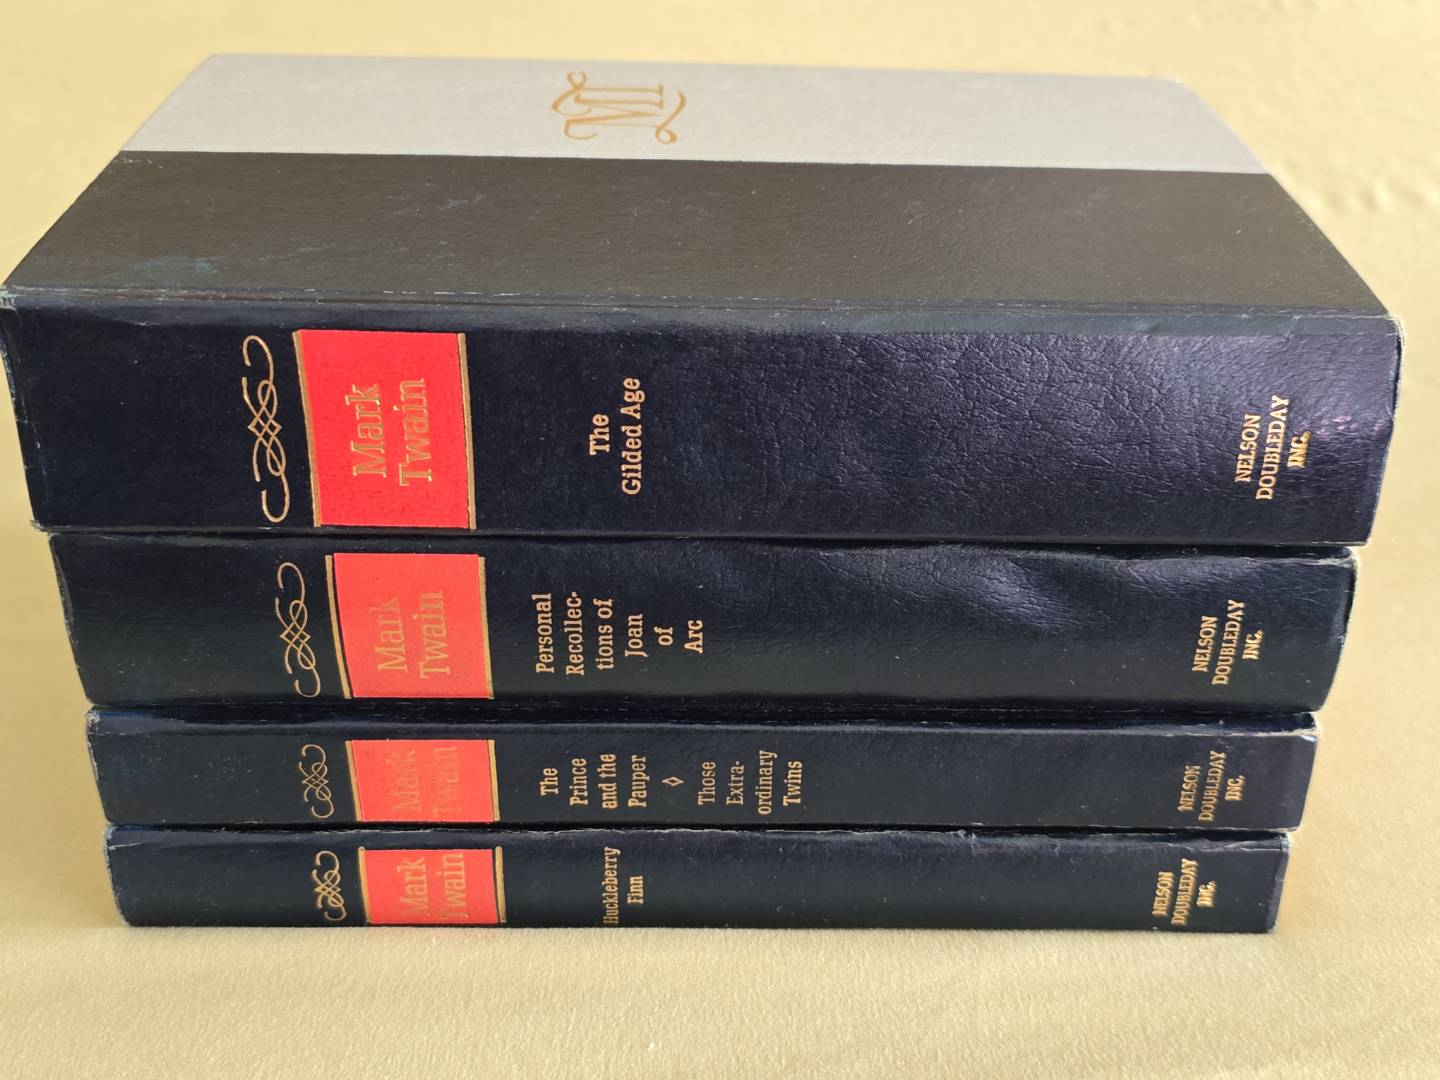 MT
Mark
Twain
The
Gilded Age
NELSON
DOUBLEDAY
INC.
Mark
Twain
Personal
Recollec-
tions of
Joan
of
Arc
NELSON
DOUBLEDAY
INC.
Mark
Twain
The
Prince
and the
Pauper
◊
Those
Extra-
ordinary
Twins
NELSON
DOUBLEDAY
INC.
Mark
Twain
Huckleberry
Finn
NELSON
DOUBLEDAY
INC.